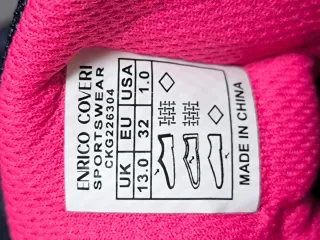 ENRICO COVERI
SPORTSWEAR
CKG226304
UK EU USA
13.0 32 1.0
MADE IN CHINA